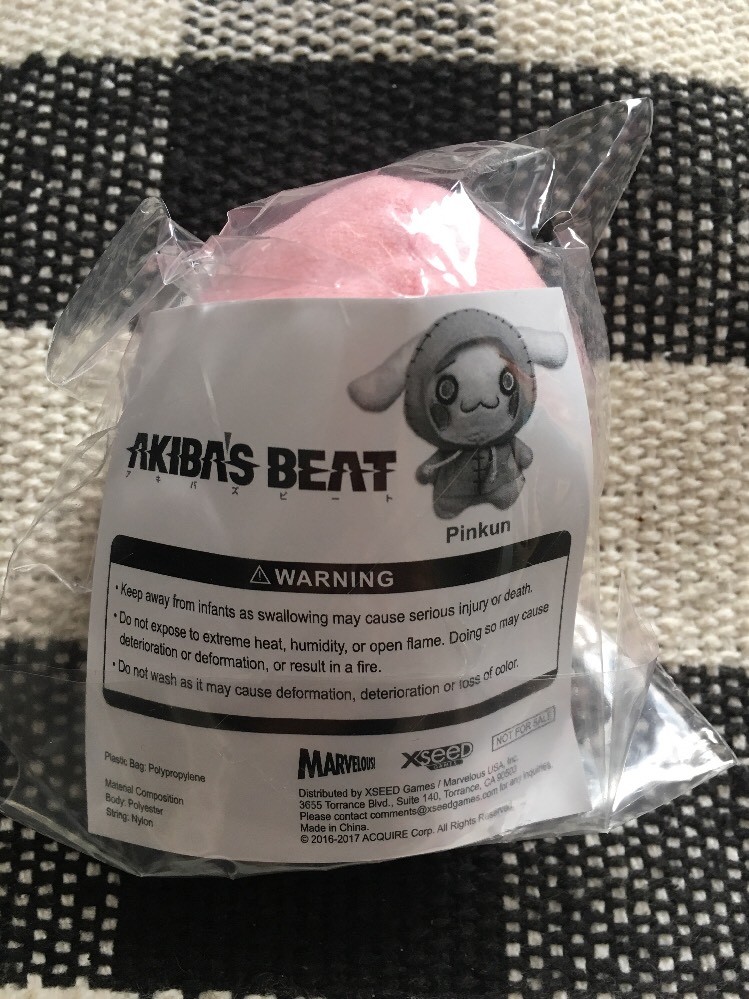 AKIBA'S BEAT
アキバズビート
Pinkun
⚠ WARNING
• Keep away from infants as swallowing may cause serious injury or death.
• Do not expose to extreme heat, humidity, or open flame. Doing so may cause
deterioration or deformation, or result in a fire.
• Do not wash as it may cause deformation, deterioration or loss of color.
NOT FOR SALE
MARVELOUS!
XSEED
GAMES
Plastic Bag: Polypropylene
Material Composition
Body: Polyester
String: Nylon
Distributed by XSEED Games / Marvelous USA, Inc.
3655 Torrance Blvd., Suite 140, Torrance, CA 90503
Please contact comments@xseedgames.com for any inquiries.
Made in China.
© 2016-2017 ACQUIRE Corp. All Rights Reserved.